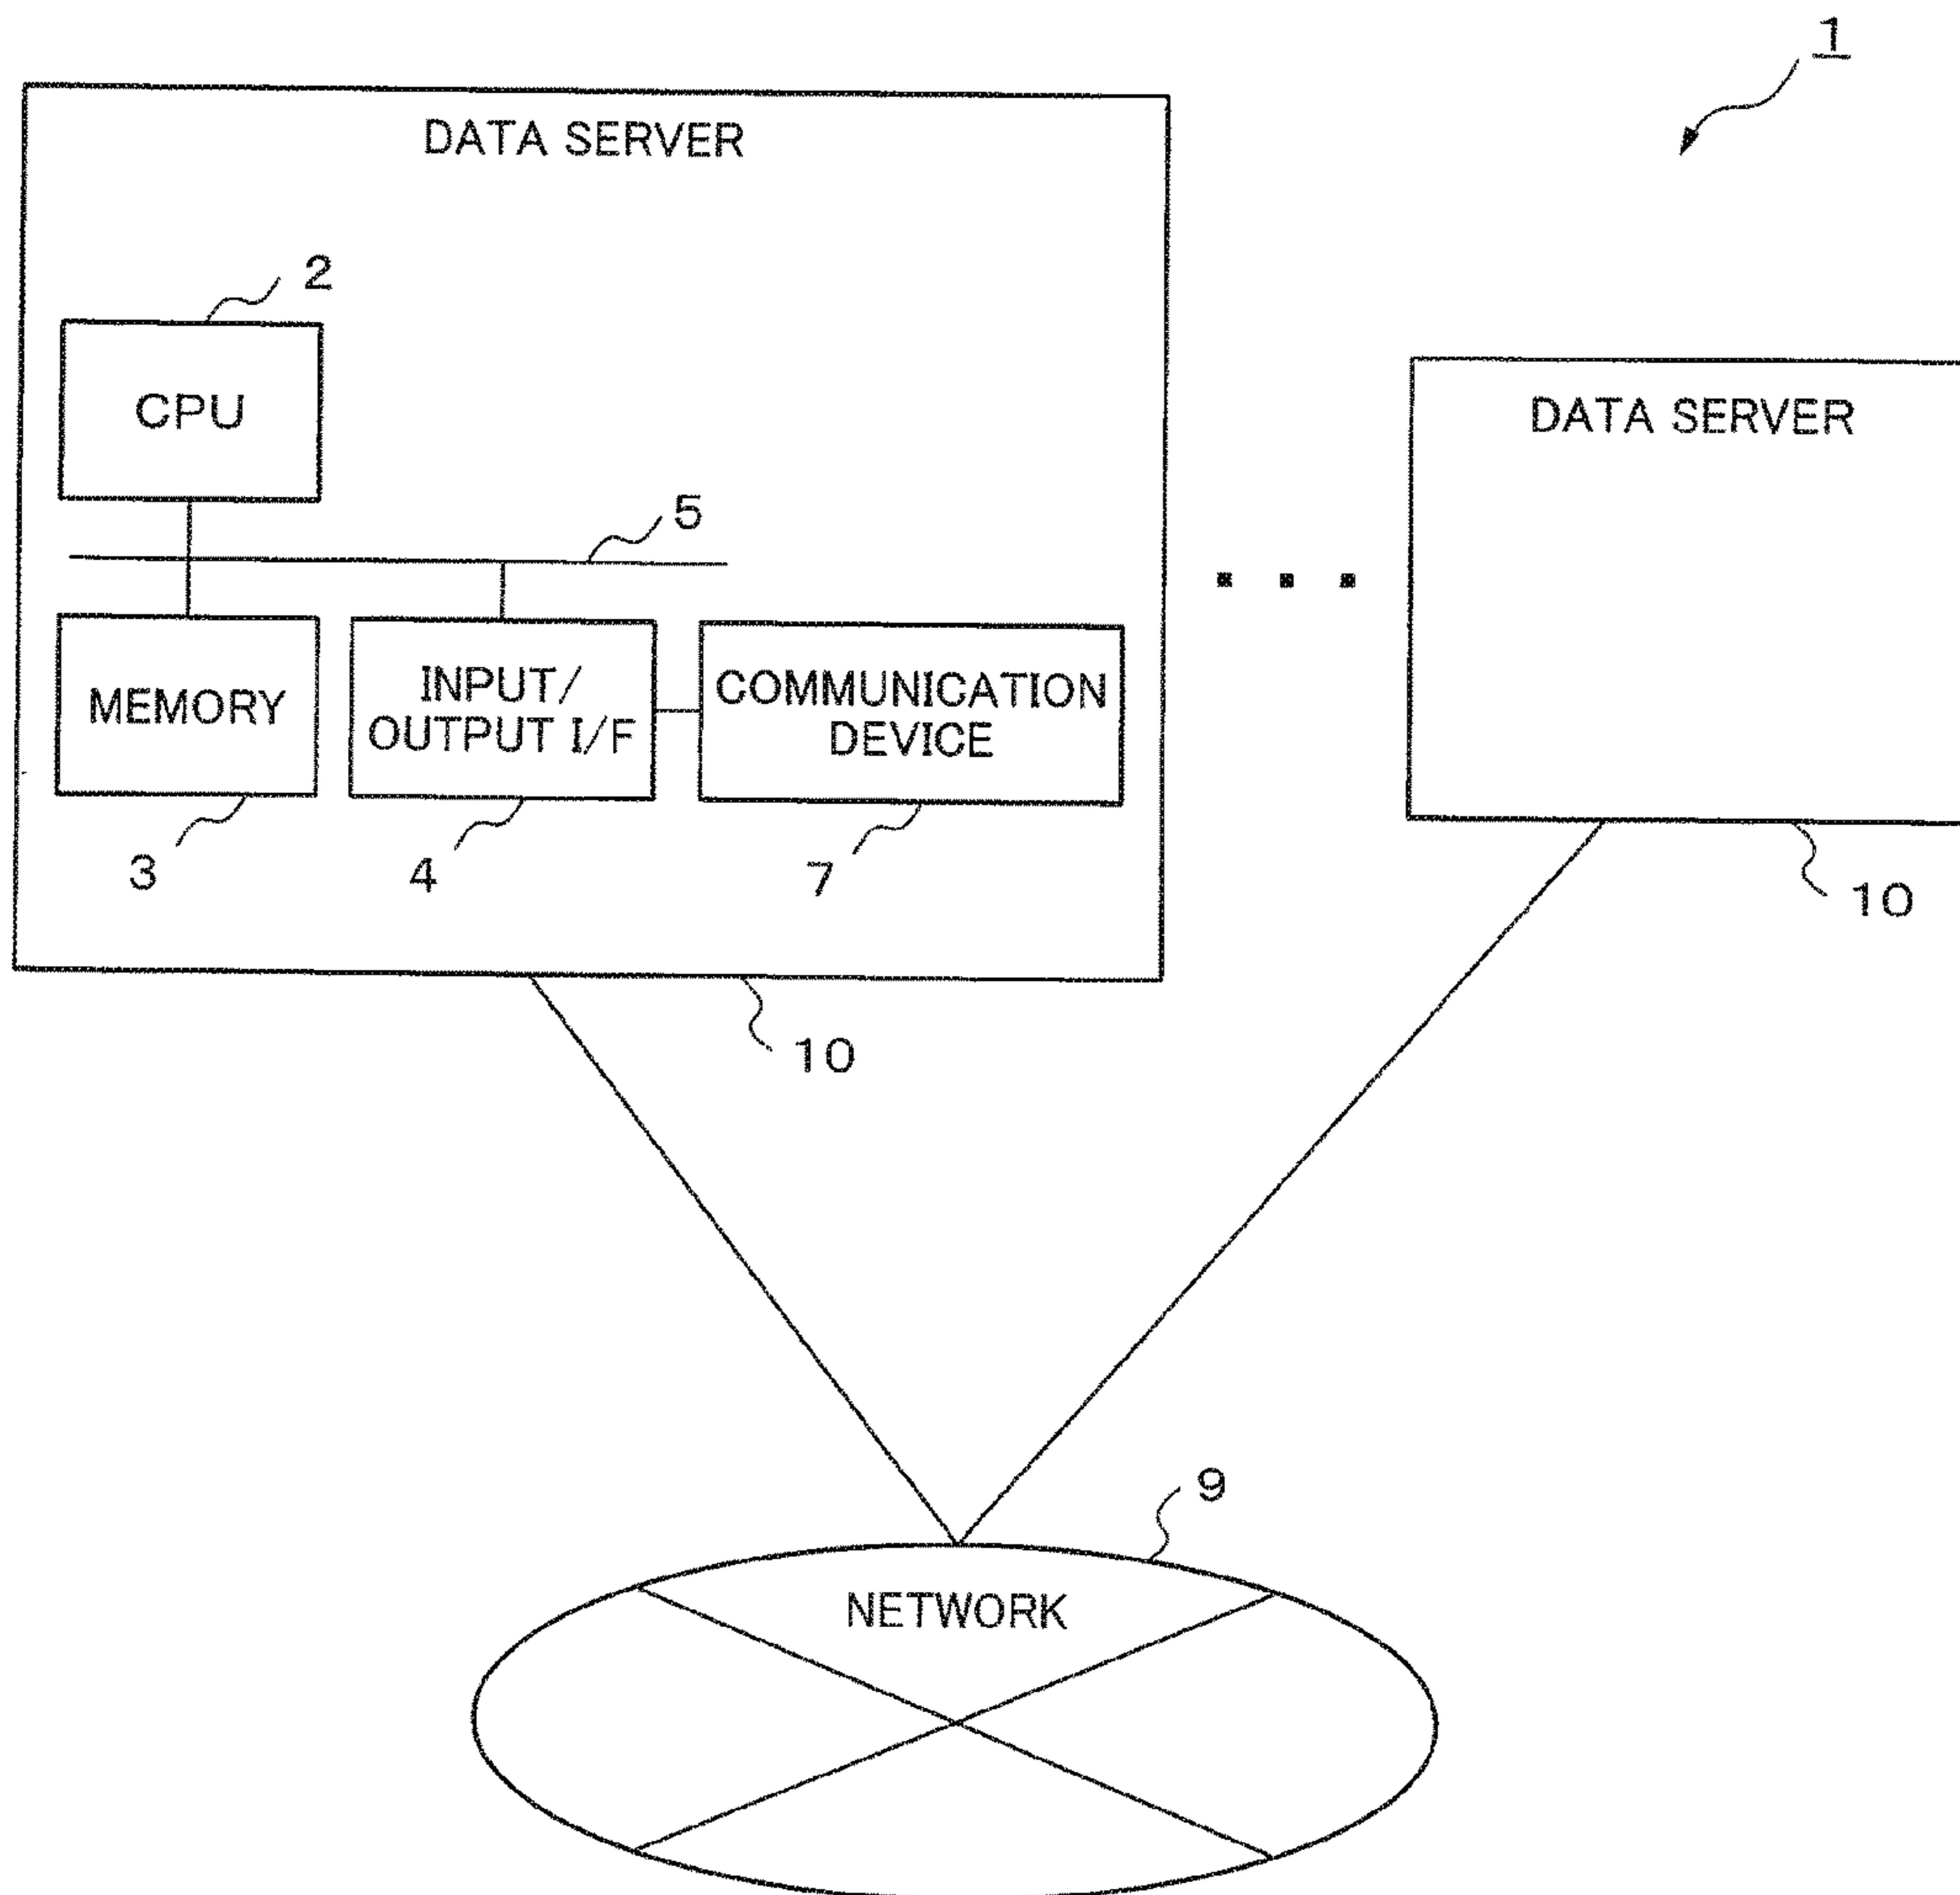 1
DATA SERVER
2
CPU
DATA SERVER
5
MEMORY
INPUT/
OUTPUT I/F
COMMUNICATION
DEVICE
3
4
7
10
10
9
NETWORK